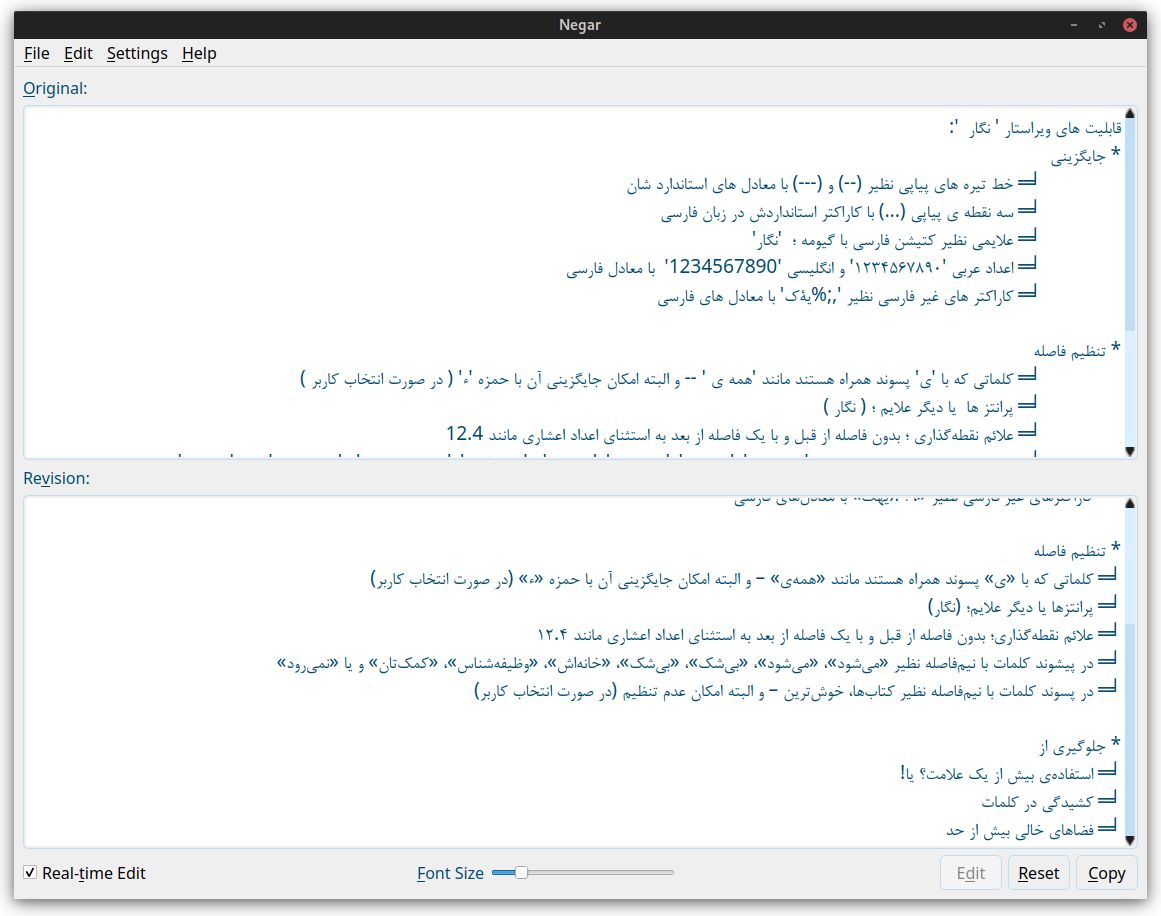 Negar
File Edit Settings Help
Original:
قابلیت های ویراستار ' نگار  ':
* جایگزینی
╝═ خط تیره های پیاپی نظیر (--) و (---) با معادل های استاندارد شان
╝═ سه نقطه ی پیاپی (...) با کاراکتر استانداردش در زبان فارسی
╝═ علایمی نظیر کتیشن فارسی با گیومه ؛  'نگار'
╝═ اعداد عربی '١٢٣۴۵۶٧٨٩٠' و انگلیسی '1234567890'  با معادل فارسی
╝═ کاراکتر های غیر فارسی نظیر ',;%یۀک' با معادل های فارسی
* تنظیم فاصله
╝═ کلماتی که با 'ی' پسوند همراه هستند مانند 'همه ی ' -- و البته امکان جایگزینی آن با حمزه 'ء' ( در صورت انتخاب کاربر )
╝═ پرانتز ها  یا دیگر علایم ؛ ( نگار )
╝═ علائم نقطه‌گذاری ؛ بدون فاصله از قبل و با یک فاصله از بعد به استثنای اعداد اعشاری مانند 12.4
Revision:
کاراکترهای غیر فارسی نظیر
با معادل‌های فارسی
* تنظیم فاصله
╝═ کلماتی که با «ی» پسوند همراه هستند مانند «همه‌ی» – و البته امکان جایگزینی آن با حمزه «ء» (در صورت انتخاب کاربر)
╝═ پرانتزها یا دیگر علایم؛ (نگار)
╝═ علائم نقطه‌گذاری؛ بدون فاصله از قبل و با یک فاصله از بعد به استثنای اعداد اعشاری مانند ۱۲.۴
╝═ در پیشوند کلمات با نیم‌فاصله نظیر «می‌شود»، «می‌شود»، «بی‌شک»، «بی‌شک»، «خانه‌اش»، «وظیفه‌شناس»، «کمک‌تان» و یا «نمی‌رود»
╝═ در پسوند کلمات با نیم‌فاصله نظیر کتاب‌ها، خوش‌ترین – و البته امکان عدم تنظیم (در صورت انتخاب کاربر)
* جلوگیری از
╝═ استفاده‌ی بیش از یک علامت؟ یا!
╝═ کشیدگی در کلمات
╝═ فضاهای خالی بیش از حد
Real-time Edit Font Size Edit Reset Copy